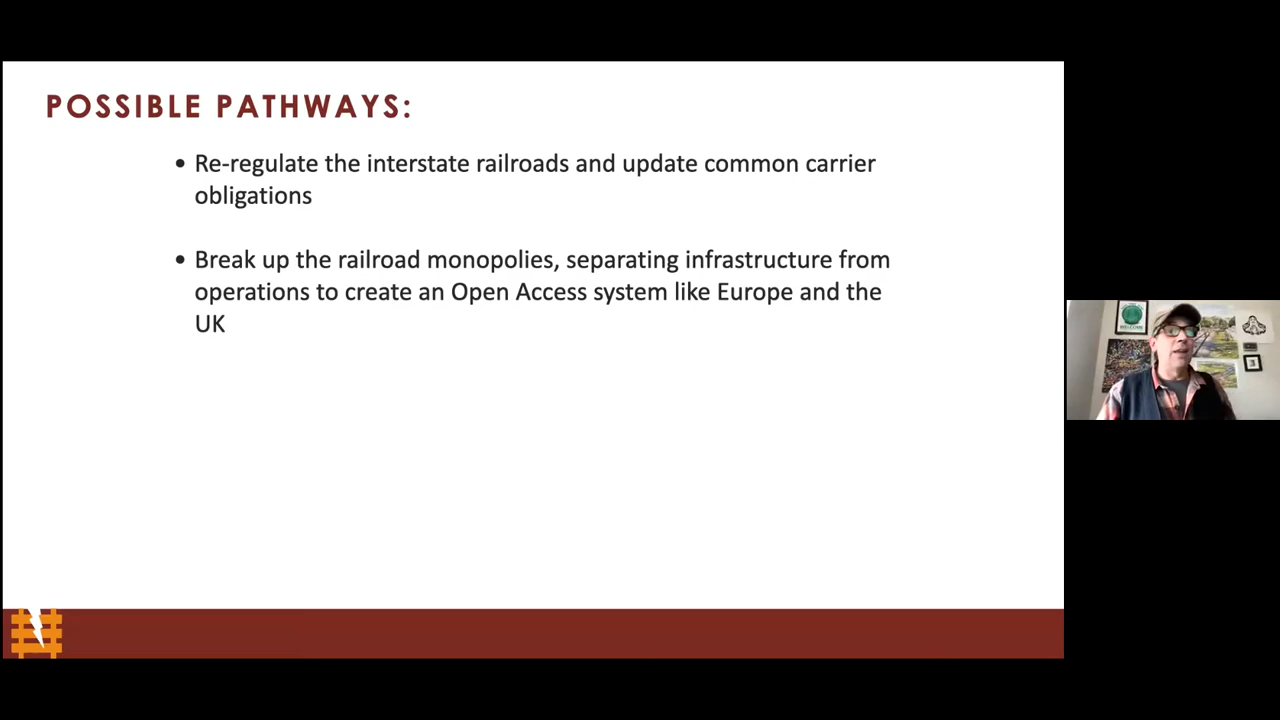 POSSIBLE PATHWAYS:
• Re-regulate the interstate railroads and update common carrier
obligations
• Break up the railroad monopolies, separating infrastructure from
operations to create an Open Access system like Europe and the
UK
WELCOME